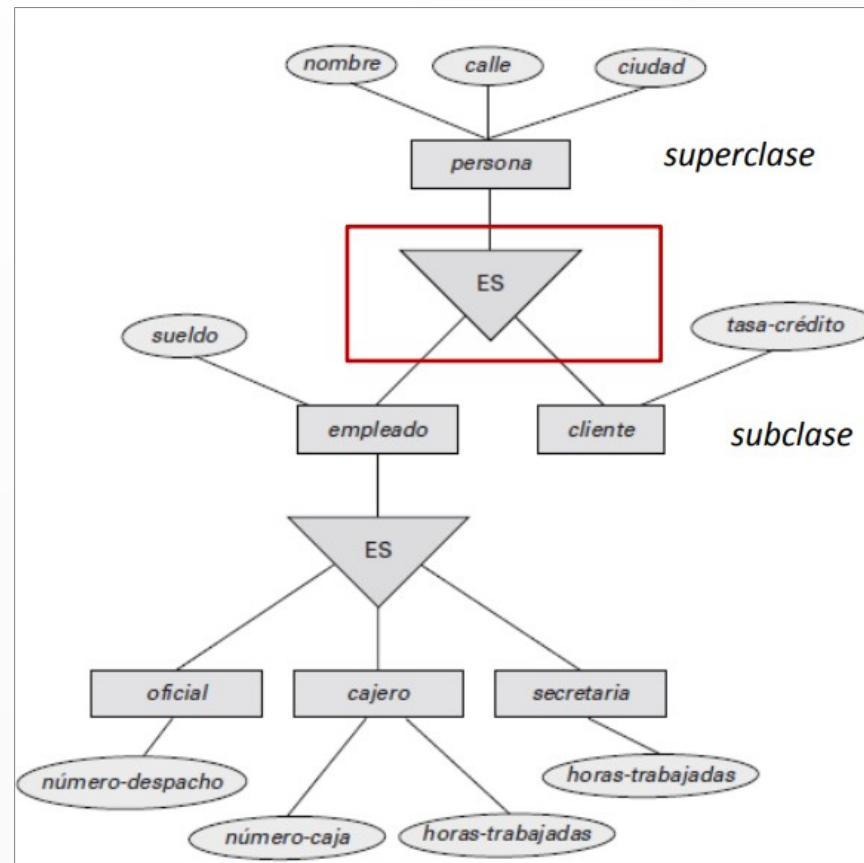 nombre
calle
ciudad
persona
superclase
ES
sueldo
tasa-crédito
empleado
cliente
subclase
ES
oficial
cajero
secretaria
número-despacho
horas-trabajadas
número-caja
horas-trabajadas